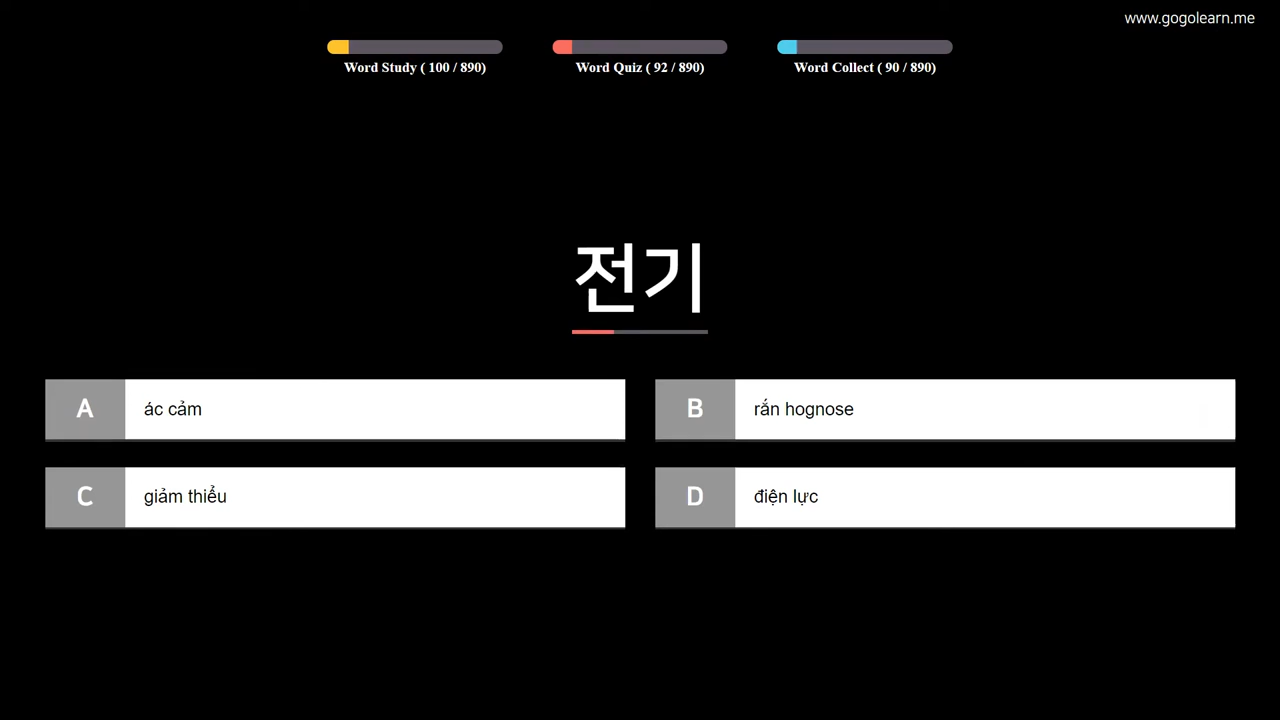 www.gogolearn.me
Word Study ( 100 / 890)
Word Quiz ( 92 / 890)
Word Collect ( 90 / 890)
전기
A ác cảm
B rắn hognose
C giảm thiểu
D điện lực